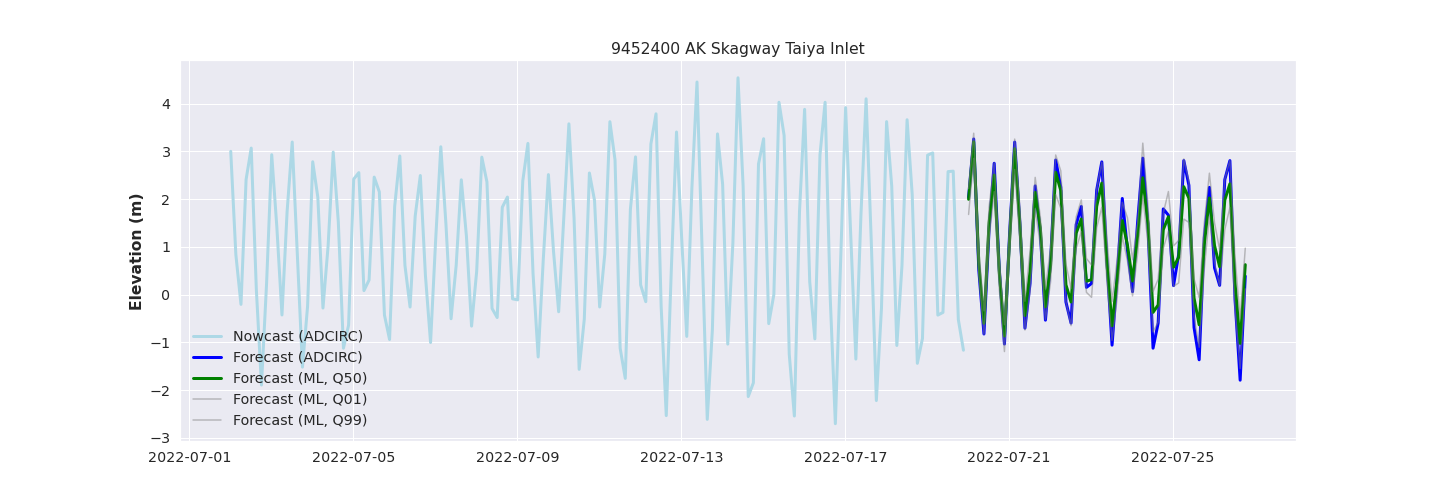 9452400 AK Skagway Taiya Inlet
Elevation (m)
4
3
2
1
0
−1
−2
−3
Nowcast (ADCIRC)
Forecast (ADCIRC)
Forecast (ML, Q50)
Forecast (ML, Q01)
Forecast (ML, Q99)
2022-07-01 2022-07-05 2022-07-09 2022-07-13 2022-07-17 2022-07-21 2022-07-25